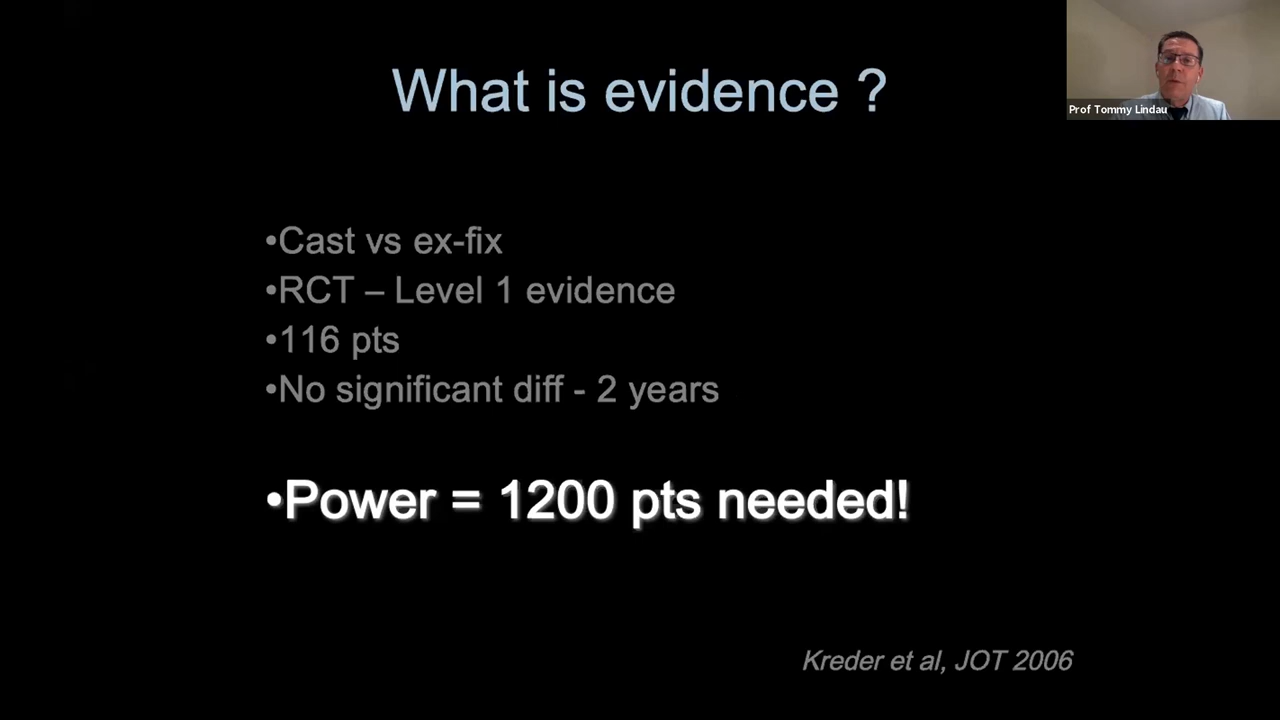 What is evidence ?
Prof Tommy Lindau
•Cast vs ex-fix
•RCT – Level 1 evidence
•116 pts
•No significant diff - 2 years
•Power = 1200 pts needed!
Kreder et al, JOT 2006